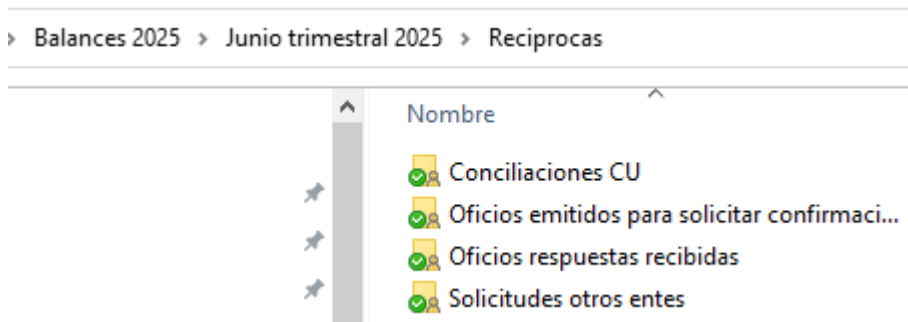 > Balances 2025 > Junio trimestral 2025 > Reciprocas
Nombre
Conciliaciones CU
Oficios emitidos para solicitar confirmaci...
Oficios respuestas recibidas
Solicitudes otros entes